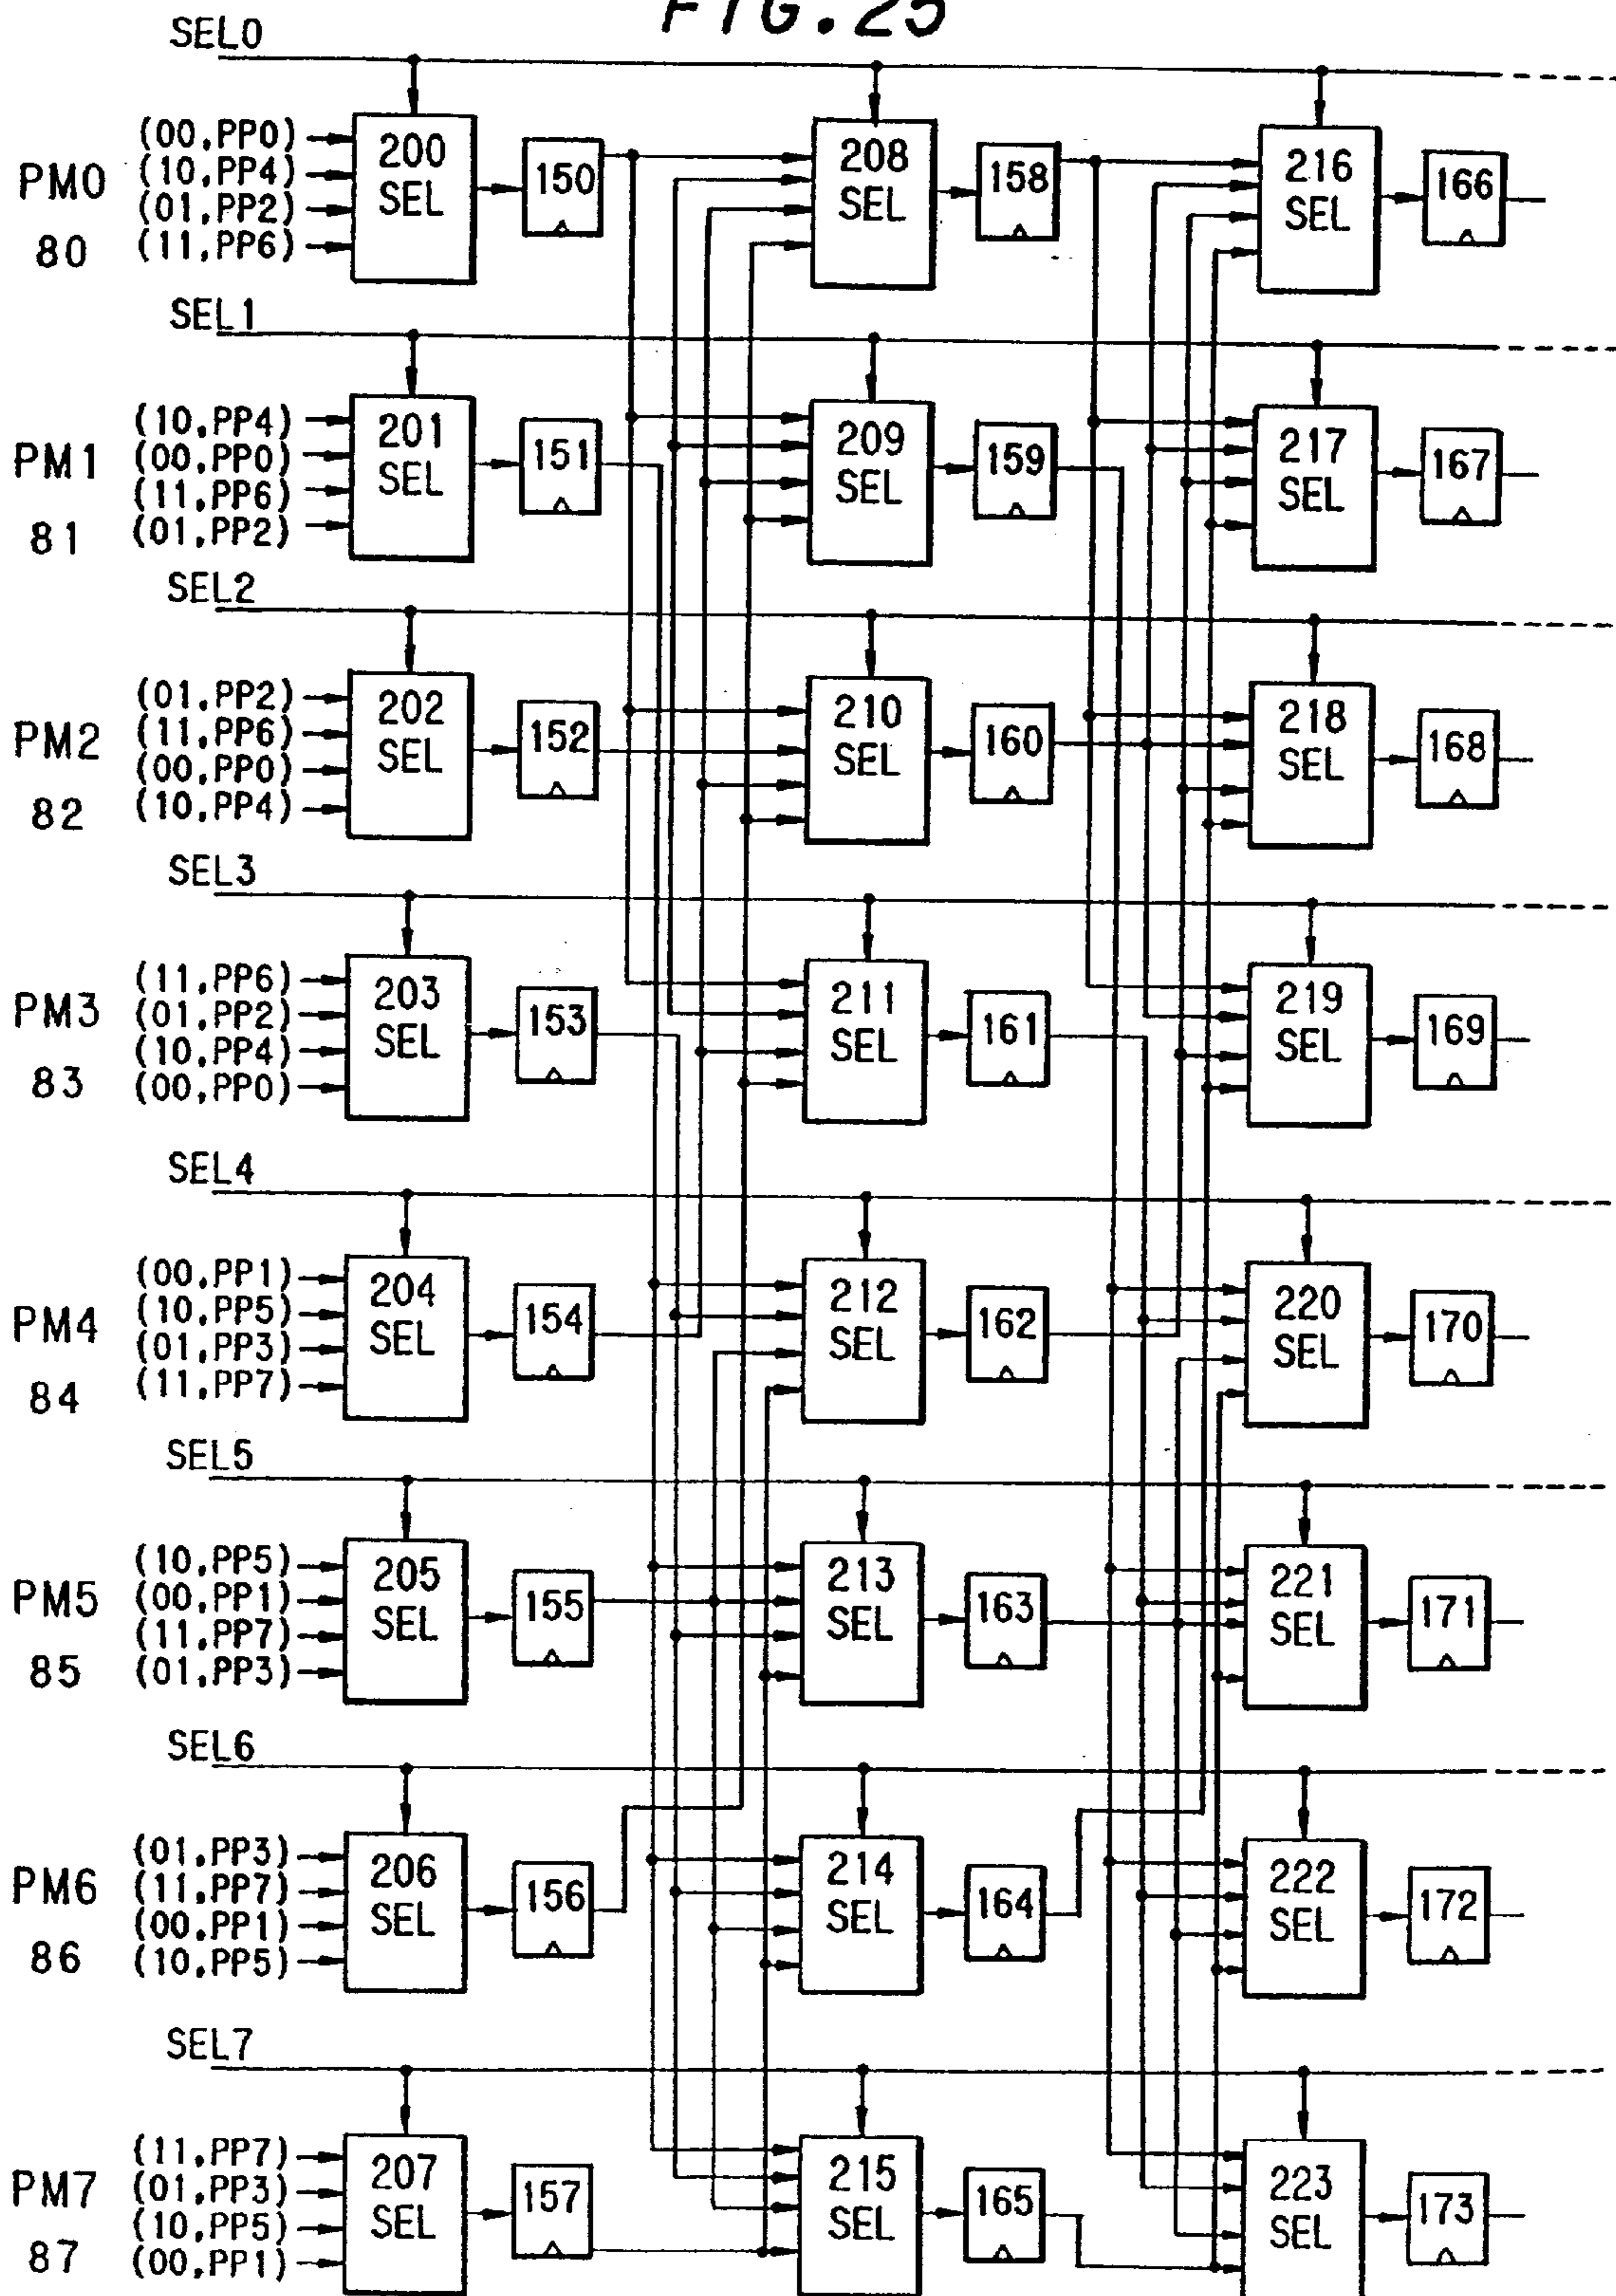 FIG.25
SEL0
(00,PP0)
(10,PP4)
(01,PP2)
(11,PP6)
PM0
80
200
SEL
150
208
SEL
158
216
SEL
166
SEL1
(10,PP4)
(00,PP0)
(11,PP6)
(01,PP2)
PM1
81
201
SEL
151
209
SEL
159
217
SEL
167
SEL2
(01,PP2)
(11,PP6)
(00,PP0)
(10,PP4)
PM2
82
202
SEL
152
210
SEL
160
218
SEL
168
SEL3
(11,PP6)
(01,PP2)
(10,PP4)
(00,PP0)
PM3
83
203
SEL
153
211
SEL
161
219
SEL
169
SEL4
(00,PP1)
(10,PP5)
(01,PP3)
(11,PP7)
PM4
84
204
SEL
154
212
SEL
162
220
SEL
170
SEL5
(10,PP5)
(00,PP1)
(11,PP7)
(01,PP3)
PM5
85
205
SEL
155
213
SEL
163
221
SEL
171
SEL6
(01,PP3)
(11,PP7)
(00,PP1)
(10,PP5)
PM6
86
206
SEL
156
214
SEL
164
222
SEL
172
SEL7
(11,PP7)
(01,PP3)
(10,PP5)
(00,PP1)
PM7
87
207
SEL
157
215
SEL
165
223
SEL
173